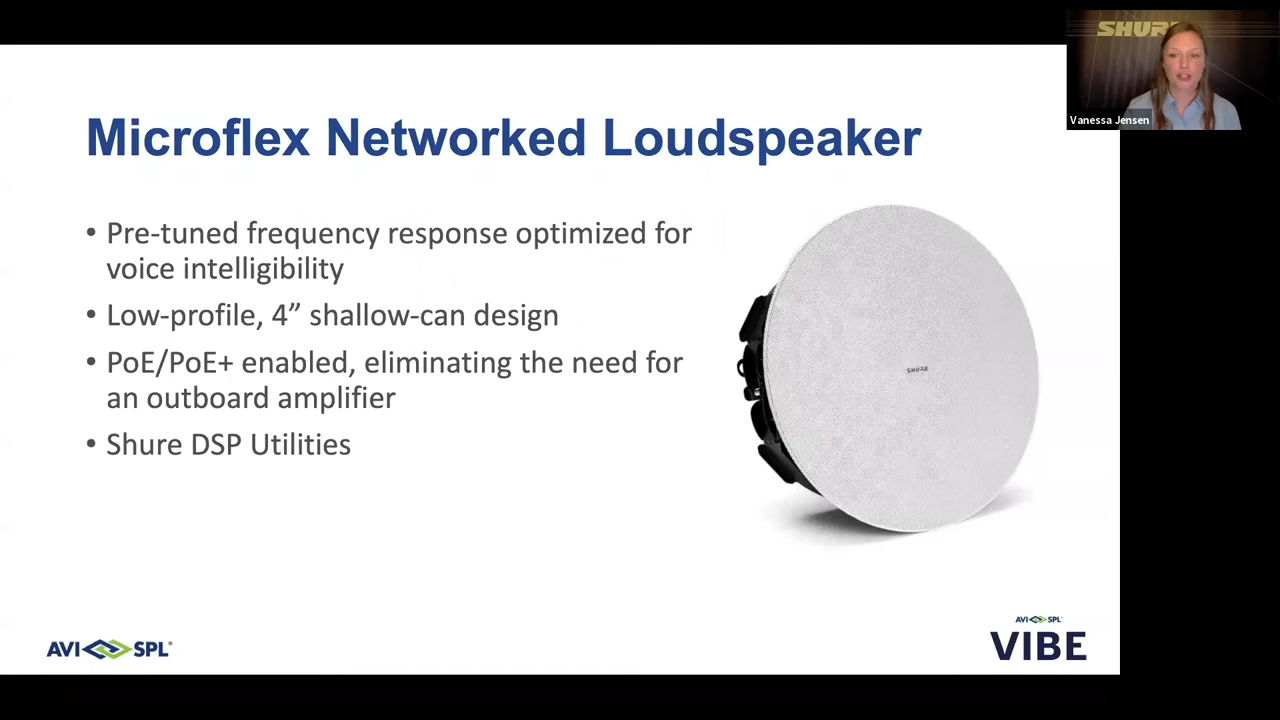 SHURE
Vanessa Jensen
Microflex Networked Loudspeaker
• Pre-tuned frequency response optimized for
voice intelligibility
• Low-profile, 4” shallow-can design
• PoE/PoE+ enabled, eliminating the need for
an outboard amplifier
• Shure DSP Utilities
SHURE
AVI SPL
AVI SPL
VIBE